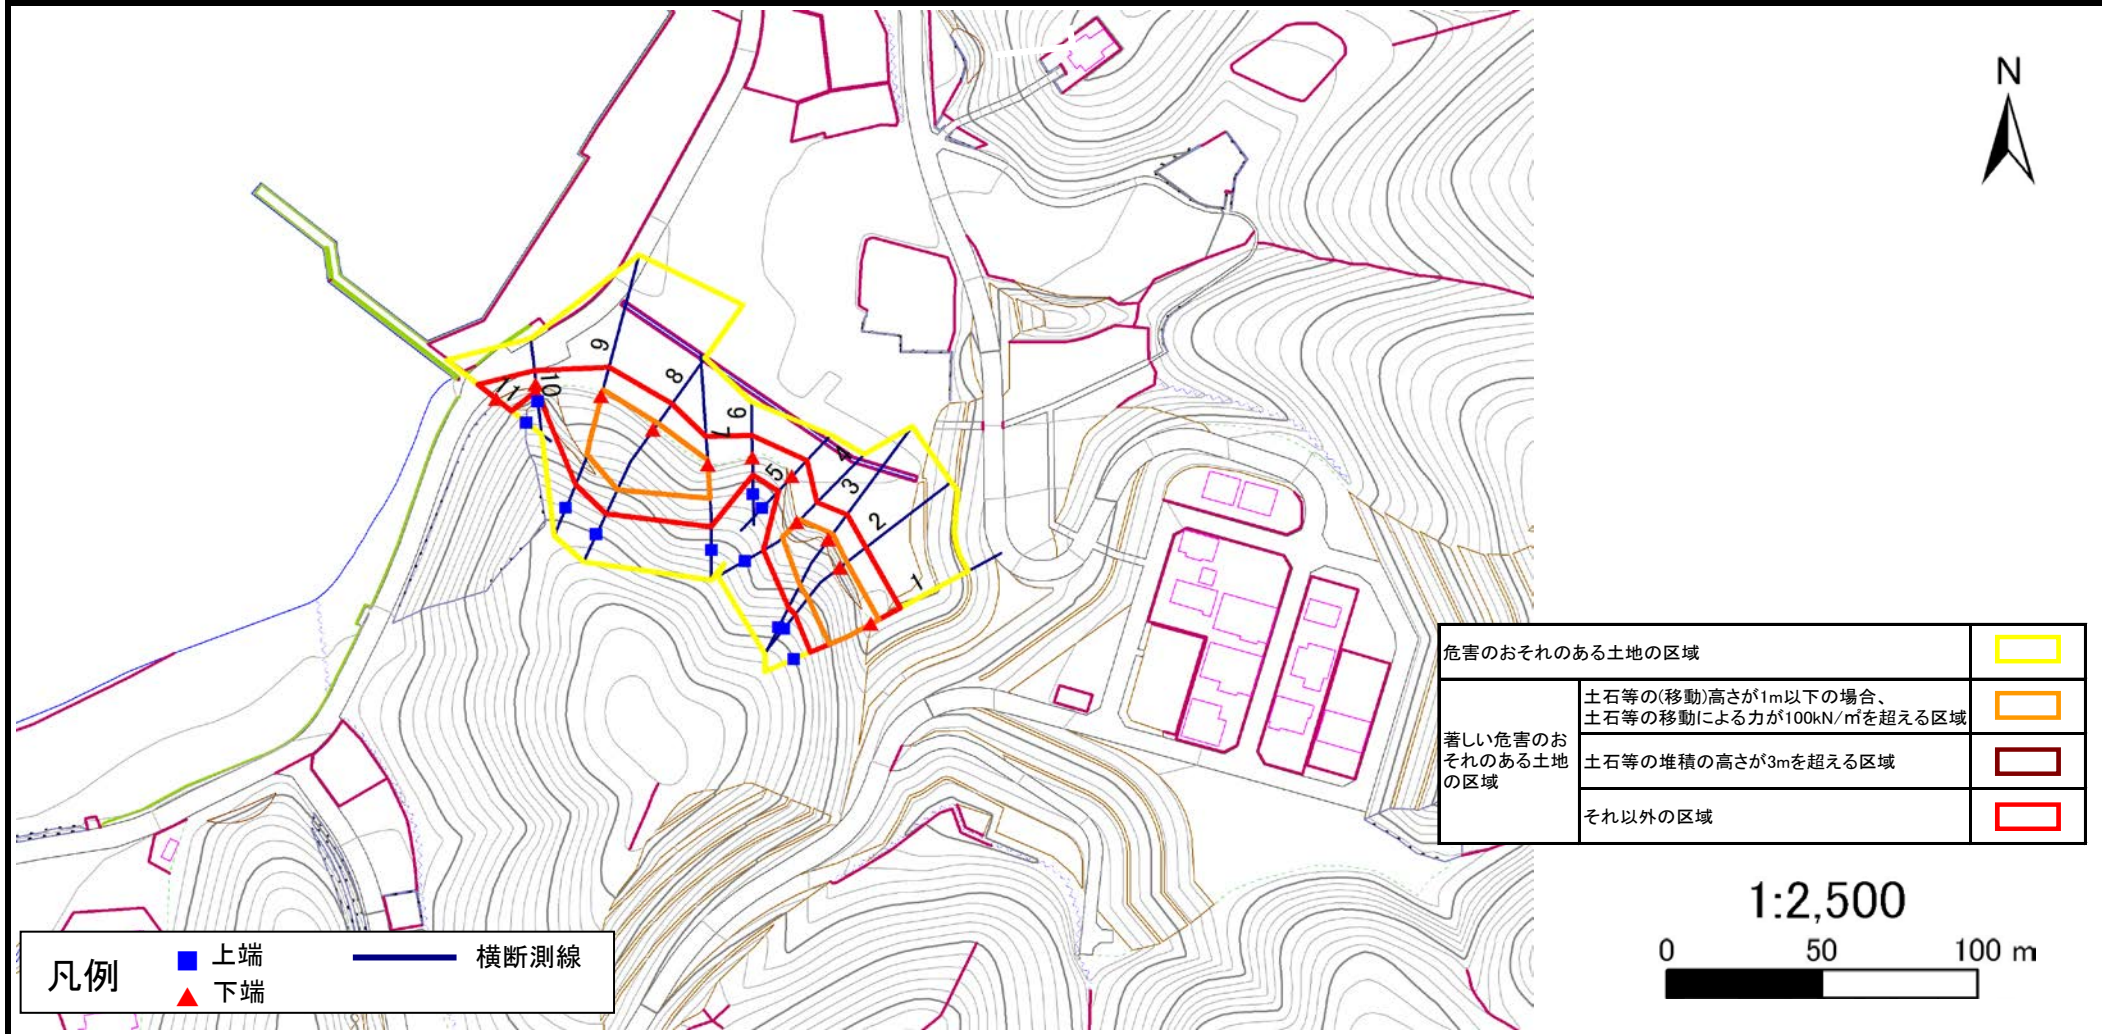 N
9
8
10
11
6
7
5
4
3
2
1
危害のおそれのある土地の区域
著しい危害のお
それのある土地
の区域
土石等の(移動)高さが1m以下の場合、
土石等の移動による力が100kN/㎡を超える区域
土石等の堆積の高さが3mを超える区域
それ以外の区域
1:2,500
0 50 100 m
凡例
上端
下端
横断測線